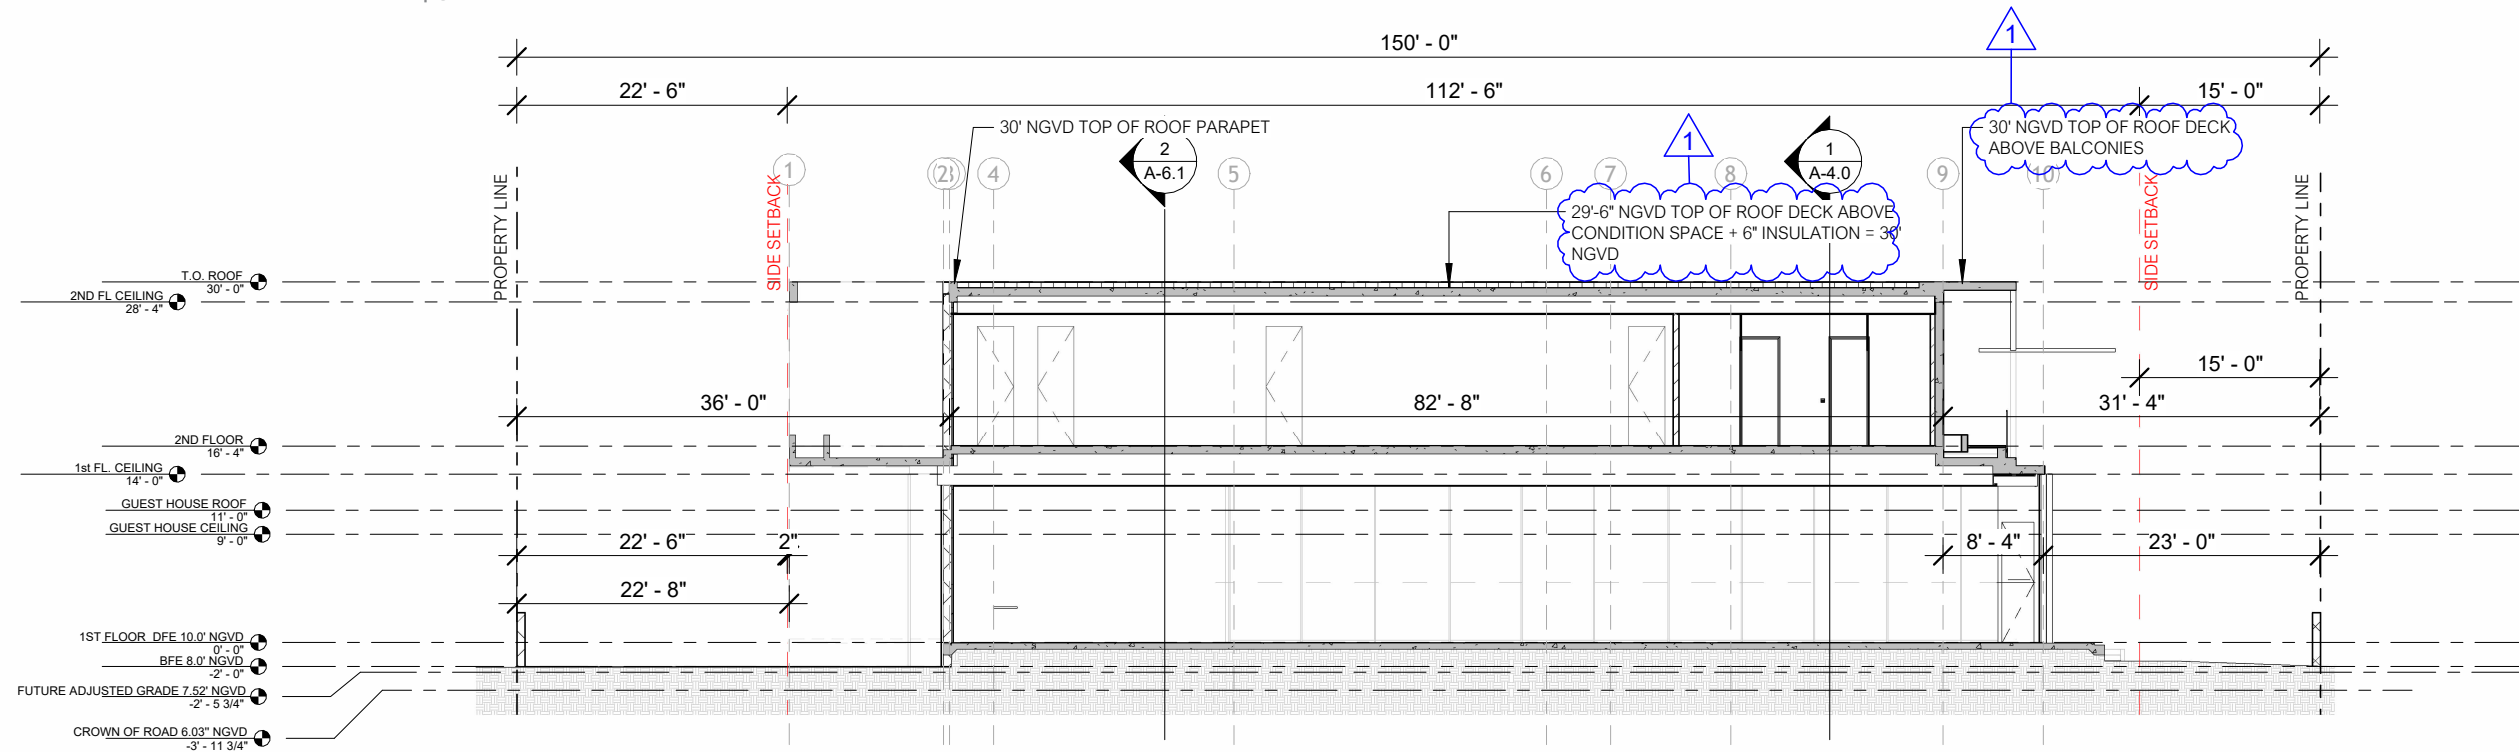 150' - 0"
22' - 6"
112' - 6"
15' - 0"
1
1
30' NGVD TOP OF ROOF PARAPET
30' NGVD TOP OF ROOF DECK
ABOVE BALCONIES
29'-6" NGVD TOP OF ROOF DECK ABOVE
CONDITION SPACE + 6" INSULATION = 30'
NGVD
2
A-6.1
1
A-4.0
1
2
3
4
5
6
7
8
9
10
PROPERTY LINE
SIDE SETBACK
SIDE SETBACK
PROPERTY LINE
T.O. ROOF
30' - 0"
2ND FL CEILING
28' - 4"
15' - 0"
36' - 0"
82' - 8"
31' - 4"
2ND FLOOR
16' - 4"
1st FL. CEILING
14' - 0"
GUEST HOUSE ROOF
11' - 0"
GUEST HOUSE CEILING
9' - 0"
22' - 6"
2"
8' - 4"
23' - 0"
22' - 8"
1ST FLOOR DFE 10.0' NGVD
0' - 0"
BFE 8.0' NGVD
-2' - 0"
FUTURE ADJUSTED GRADE 7.52' NGVD
-2' - 5 3/4"
CROWN OF ROAD 6.03" NGVD
-3' - 11 3/4"